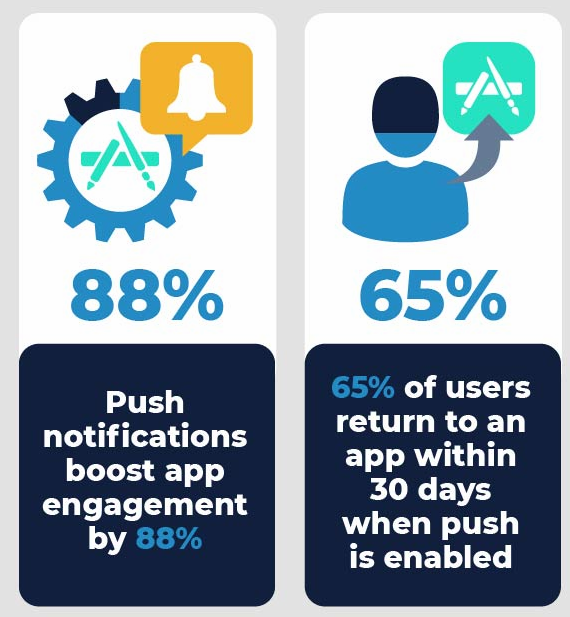 88%
Push
notifications
boost app
engagement
by 88%
65%
65% of users
return to an
app within
30 days
when push
is enabled